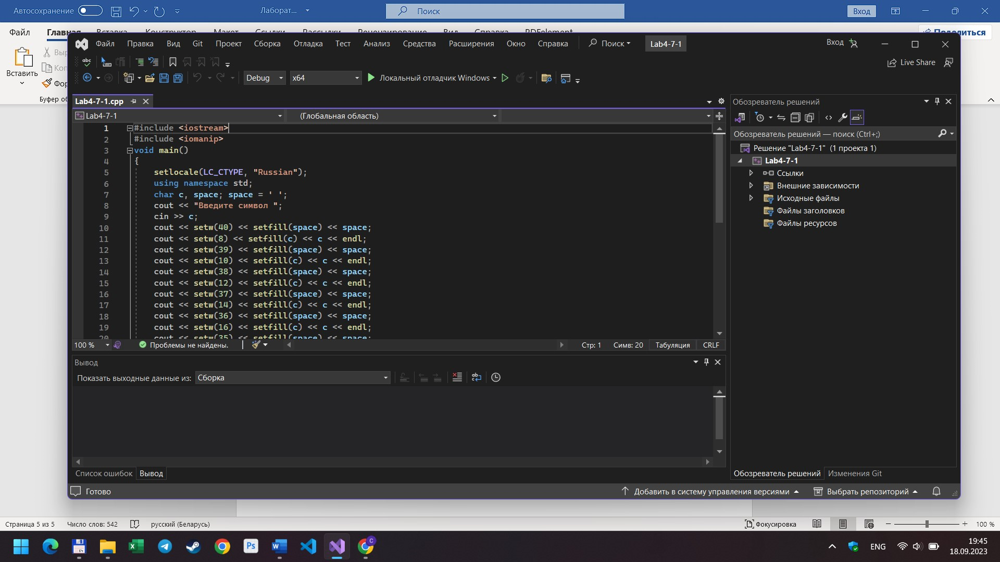 Автосохранение
Лаборат...
Поиск
Вход
Файл
Главная
Вставка Конструктор Макет Ссылки Рассылки Рецензирование Вид Справка PDFelement
Поделиться
Вставить
Буфер
Файл Правка Вид Git Проект Сборка Отладка Тест Анализ Средства Расширения Окно Справка Поиск Lab4-7-1 Вход
Live Share
Debug x64 Локальный отладчик Windows
Lab4-7-1.cpp
Lab4-7-1 (Глобальная область)
1 #include <iostream>
2 #include <iomanip>
3 void main()
4 {
5 setlocale(LC_CTYPE, "Russian");
6 using namespace std;
7 char c, space; space = ' ';
8 cout << "Введите символ ";
9 cin >> c;
10 cout << setw(40) << setfill(space) << space;
11 cout << setw(8) << setfill(c) << c << endl;
12 cout << setw(39) << setfill(space) << space;
13 cout << setw(10) << setfill(c) << c << endl;
14 cout << setw(38) << setfill(space) << space;
15 cout << setw(12) << setfill(c) << c << endl;
16 cout << setw(37) << setfill(space) << space;
17 cout << setw(14) << setfill(c) << c << endl;
18 cout << setw(36) << setfill(space) << space;
19 cout << setw(16) << setfill(c) << c << endl;
20 cout << setw(35) << setfill(space) << space;
100 % Проблемы не найдены. Стр: 1 Симв: 20 Табуляция CRLF
Вывод
Показать выходные данные из: Сборка
Список ошибок Вывод
Обозреватель решений
Обозреватель решений — поиск (Ctrl+;)
Решение "Lab4-7-1" (1 проекта 1)
Lab4-7-1
Ссылки
Внешние зависимости
Исходные файлы
Файлы заголовков
Файлы ресурсов
Обозреватель решений Изменения Git
Готово
Добавить в систему управления версиями Выбрать репозиторий
Страница 5 из 5 Число слов: 542 русский (Беларусь)
Фокусировка 100 %
ENG
19:45
18.09.2023